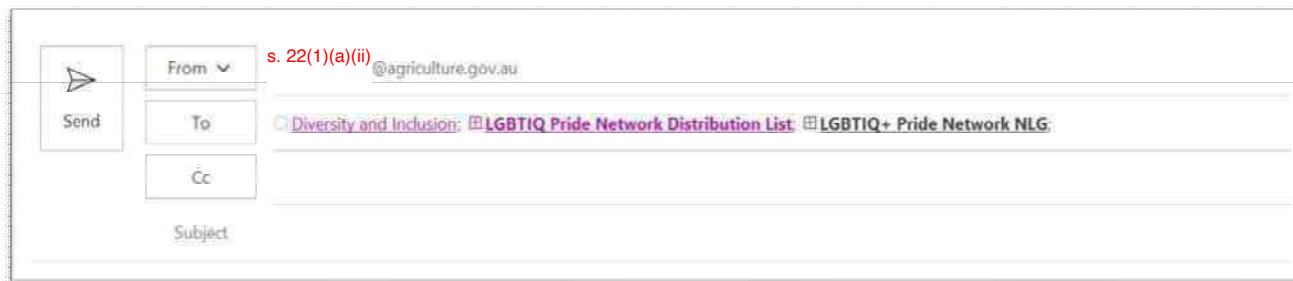 From s. 22(1)(a)(ii) @agriculture.gov.au
Send To Diversity and Inclusion; LGBTIQ Pride Network Distribution List; LGBTIQ+ Pride Network NLG;
Cc
Subject